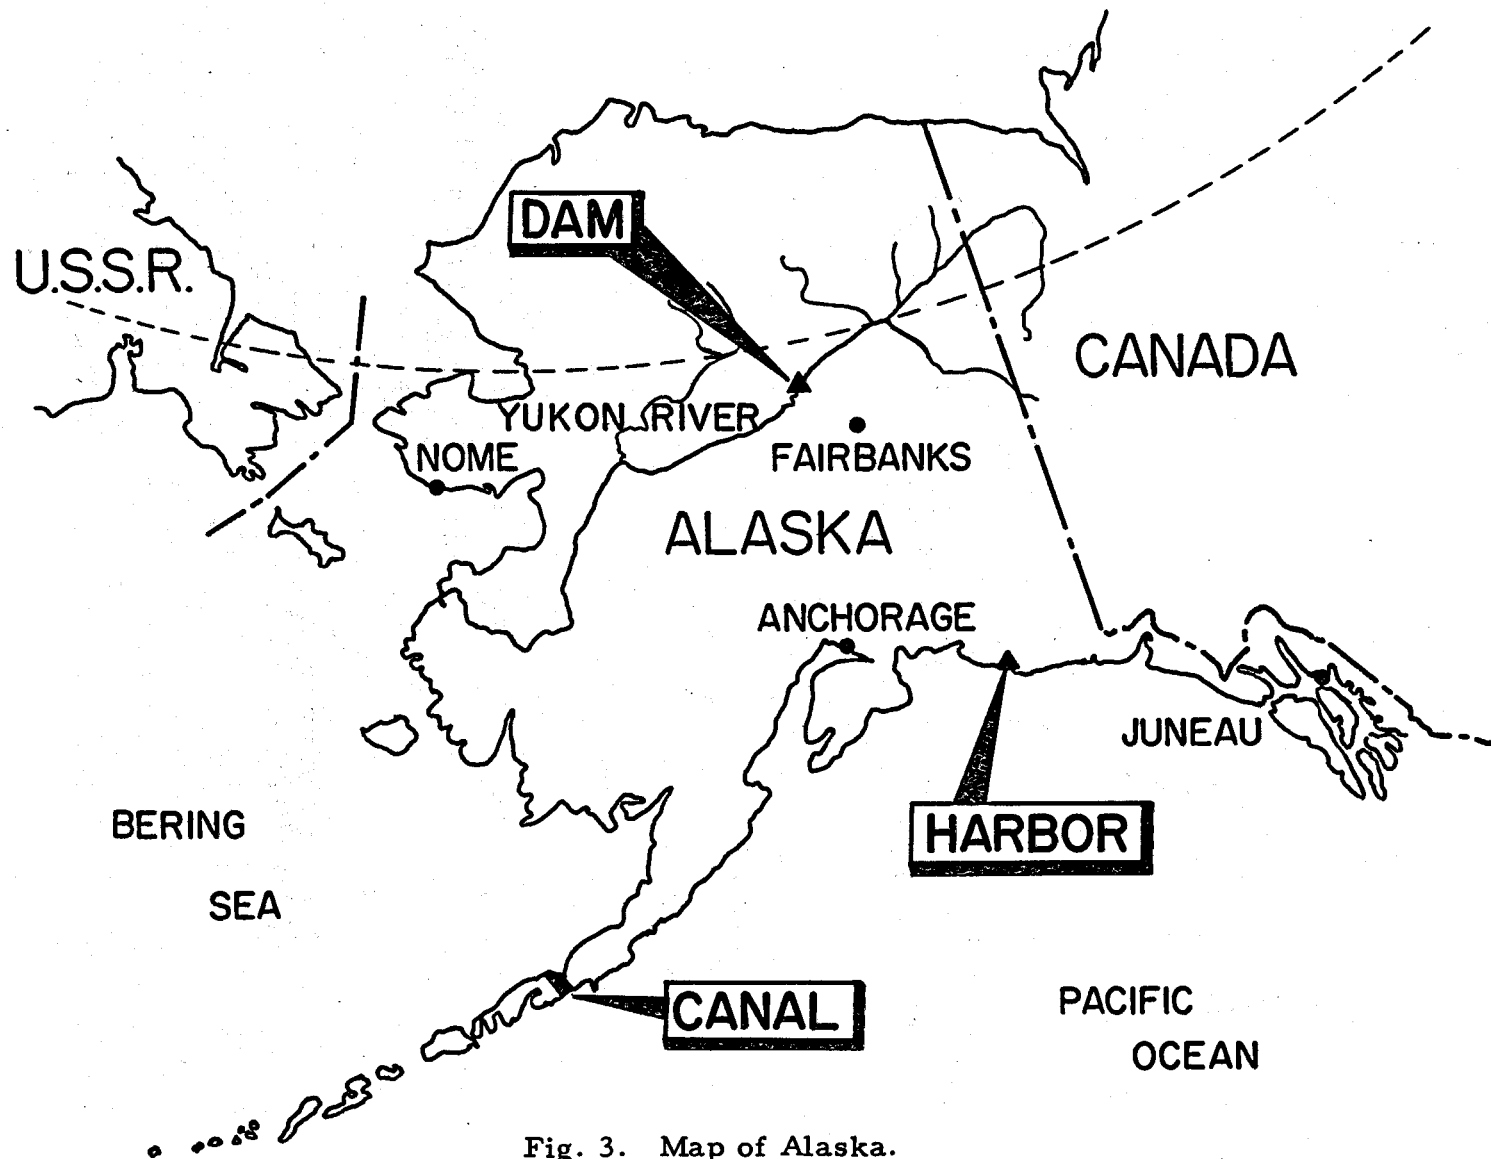 DAM
U.S.S.R.
CANADA
YUKON RIVER
NOME
FAIRBANKS
ALASKA
ANCHORAGE
JUNEAU
BERING
SEA
HARBOR
CANAL
PACIFIC
OCEAN
Fig. 3. Map of Alaska.